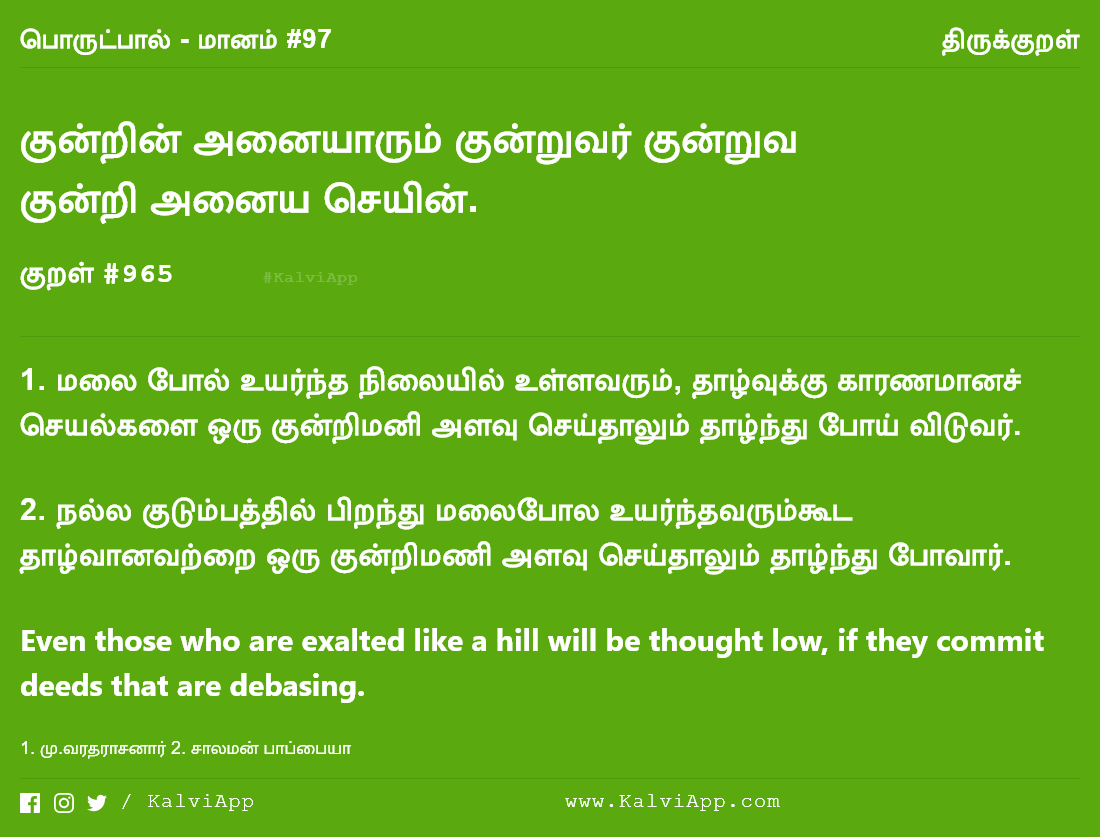 பொருட்பால் - மானம் #97 திருக்குறள்
குன்றின் அனையாரும் குன்றுவர் குன்றுவ
குன்றி அனைய செயின்.
குறள் #965 #KalviApp
1. மலை போல் உயர்ந்த நிலையில் உள்ளவரும், தாழ்வுக்கு காரணமானச்
செயல்களை ஒரு குன்றிமனி அளவு செய்தாலும் தாழ்ந்து போய் விடுவர்.
2. நல்ல குடும்பத்தில் பிறந்து மலைபோல உயர்ந்தவரும்கூட
தாழ்வானவற்றை ஒரு குன்றிமணி அளவு செய்தாலும் தாழ்ந்து போவார்.
Even those who are exalted like a hill will be thought low, if they commit
deeds that are debasing.
1. மு.வரதராசனார் 2. சாலமன் பாப்பையா
/ KalviApp www.KalviApp.com